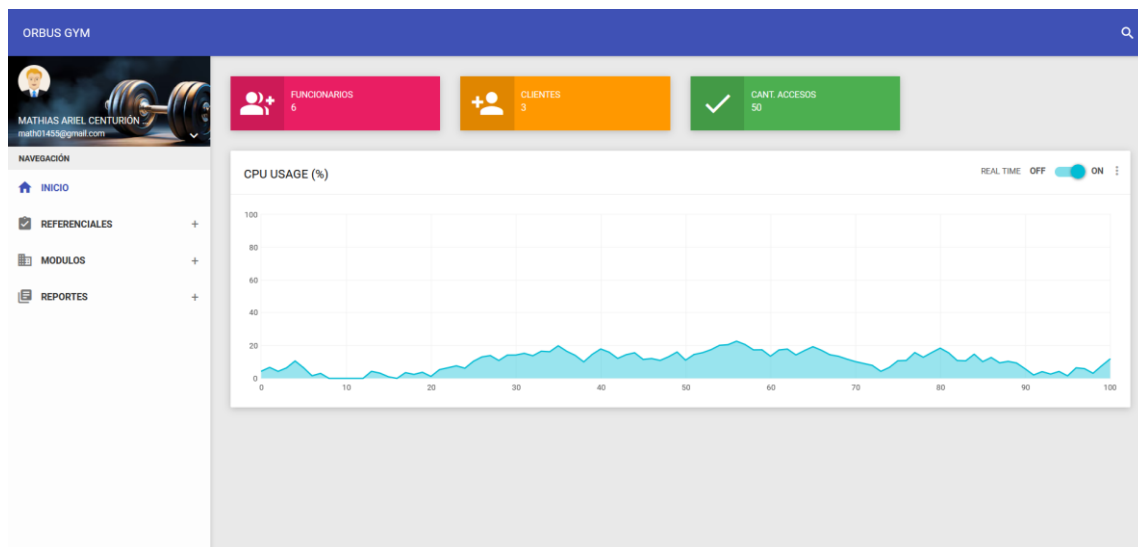 ORBUS GYM
MATHIAS ARIEL CENTURIÓN
math01455@gmail.com
NAVEGACIÓN
INICIO
REFERENCIALES +
MODULOS +
REPORTES +
FUNCIONARIOS
6
CLIENTES
3
CANT. ACCESOS
50
CPU USAGE (%)
REAL TIME OFF ON
100
80
60
40
20
0
0 10 20 30 40 50 60 70 80 90 100